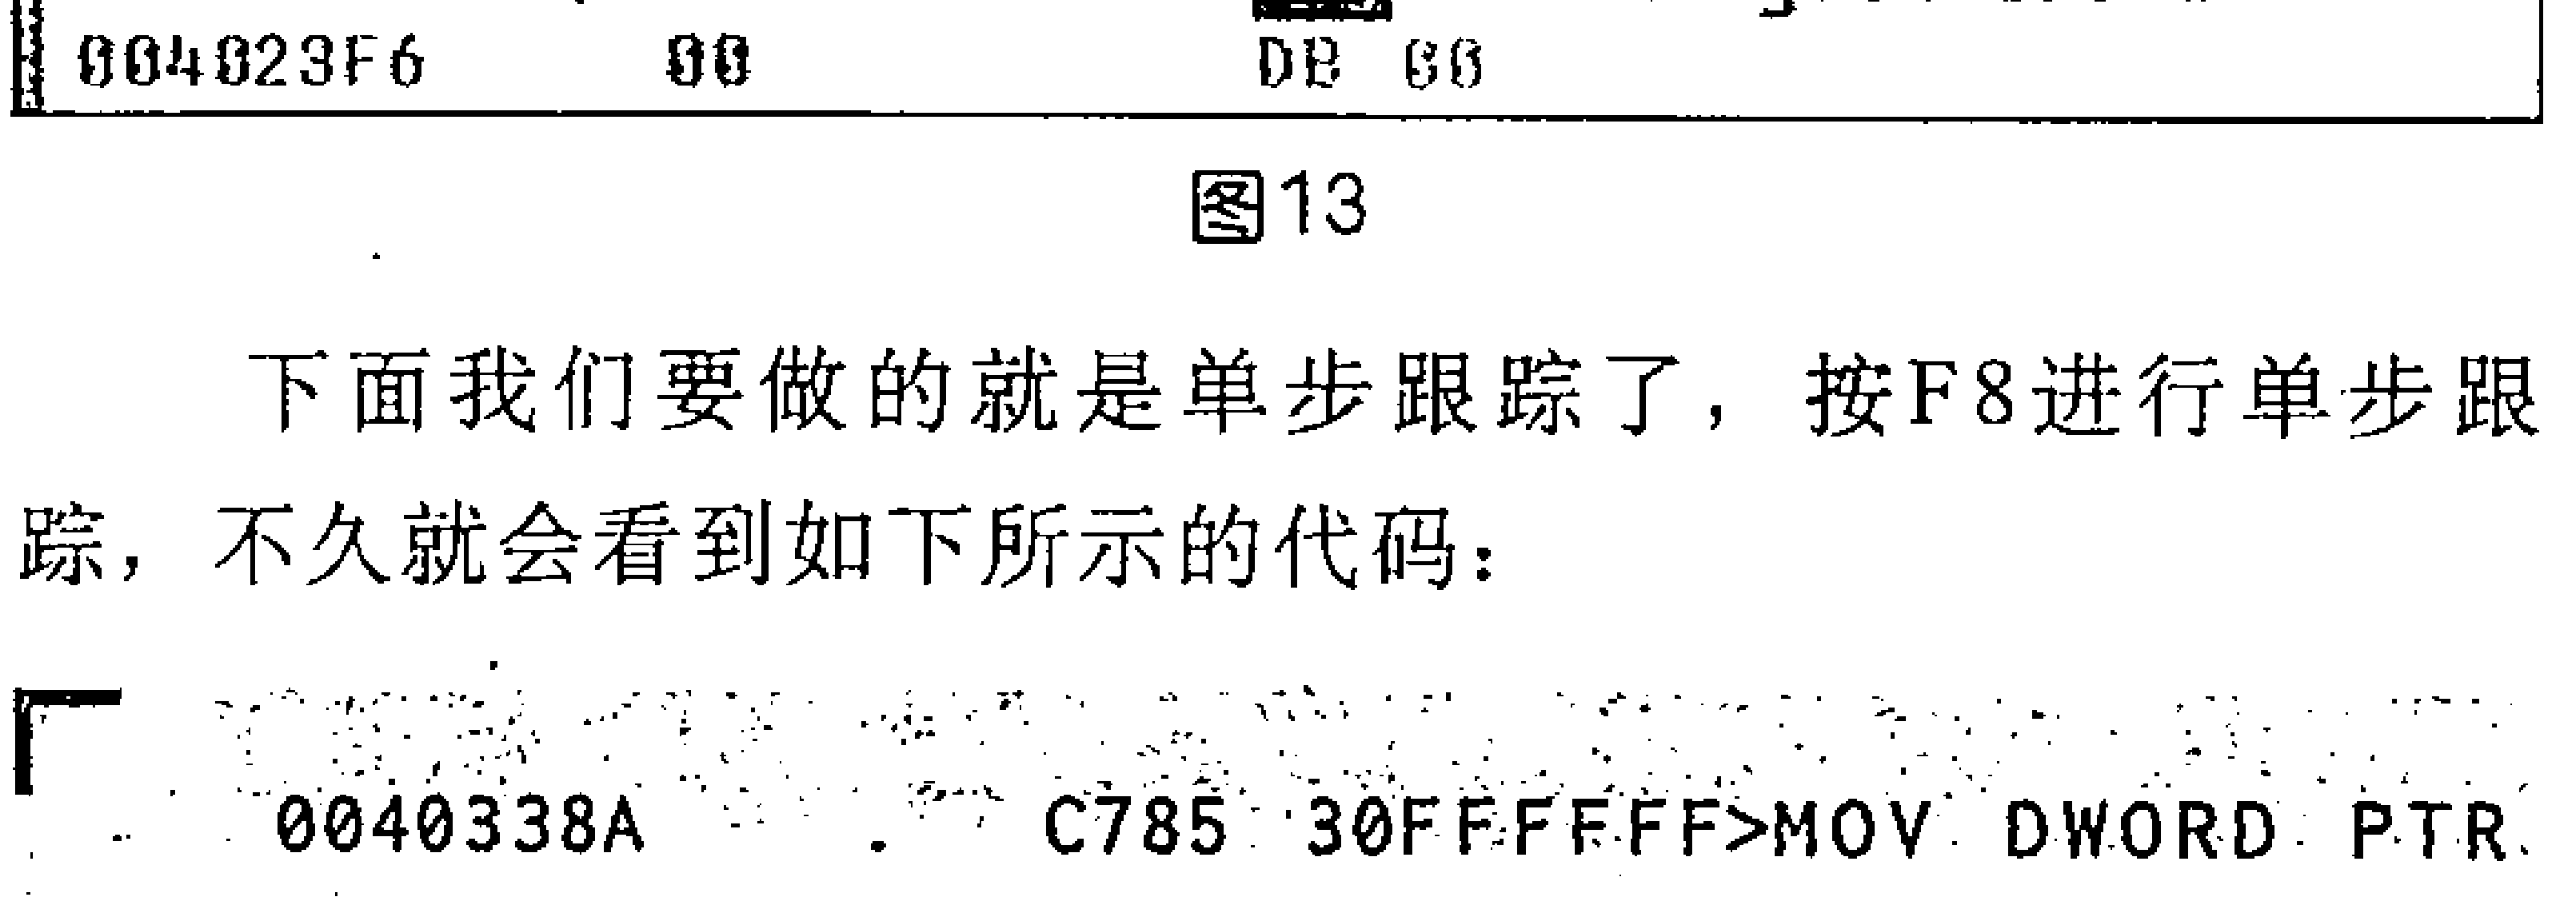 004023F6 00 DB 00
图13
下面我们要做的就是单步跟踪了，按F8进行单步跟
踪，不久就会看到如下所示的代码：
0040338A . C785 30FFFFFF>MOV DWORD PTR